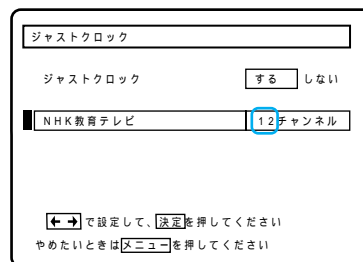 ジャストクロック
ジャストクロック する しない
NHK教育テレビ 12チャンネル
←→で設定して、決定を押してください
やめたいときはメニューを押してください